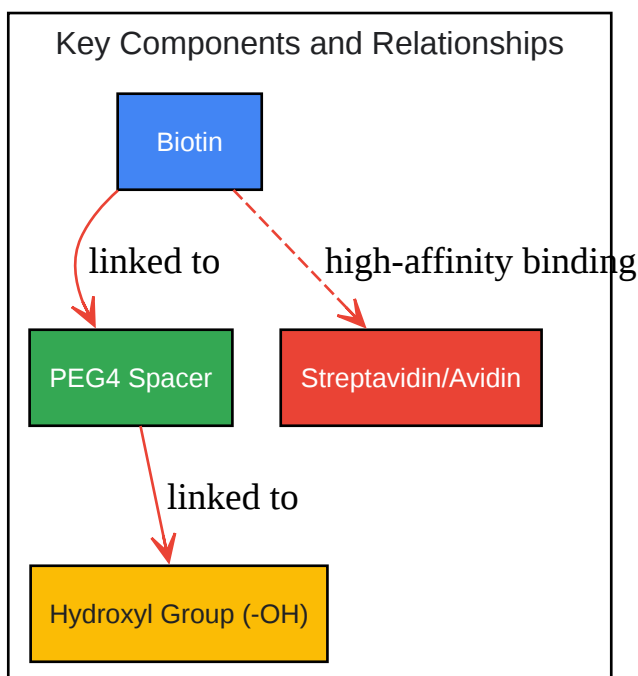 Key Components and Relationships
Biotin
linked to
high-affinity binding
PEG4 Spacer
Streptavidin/Avidin
linked to
Hydroxyl Group (-OH)